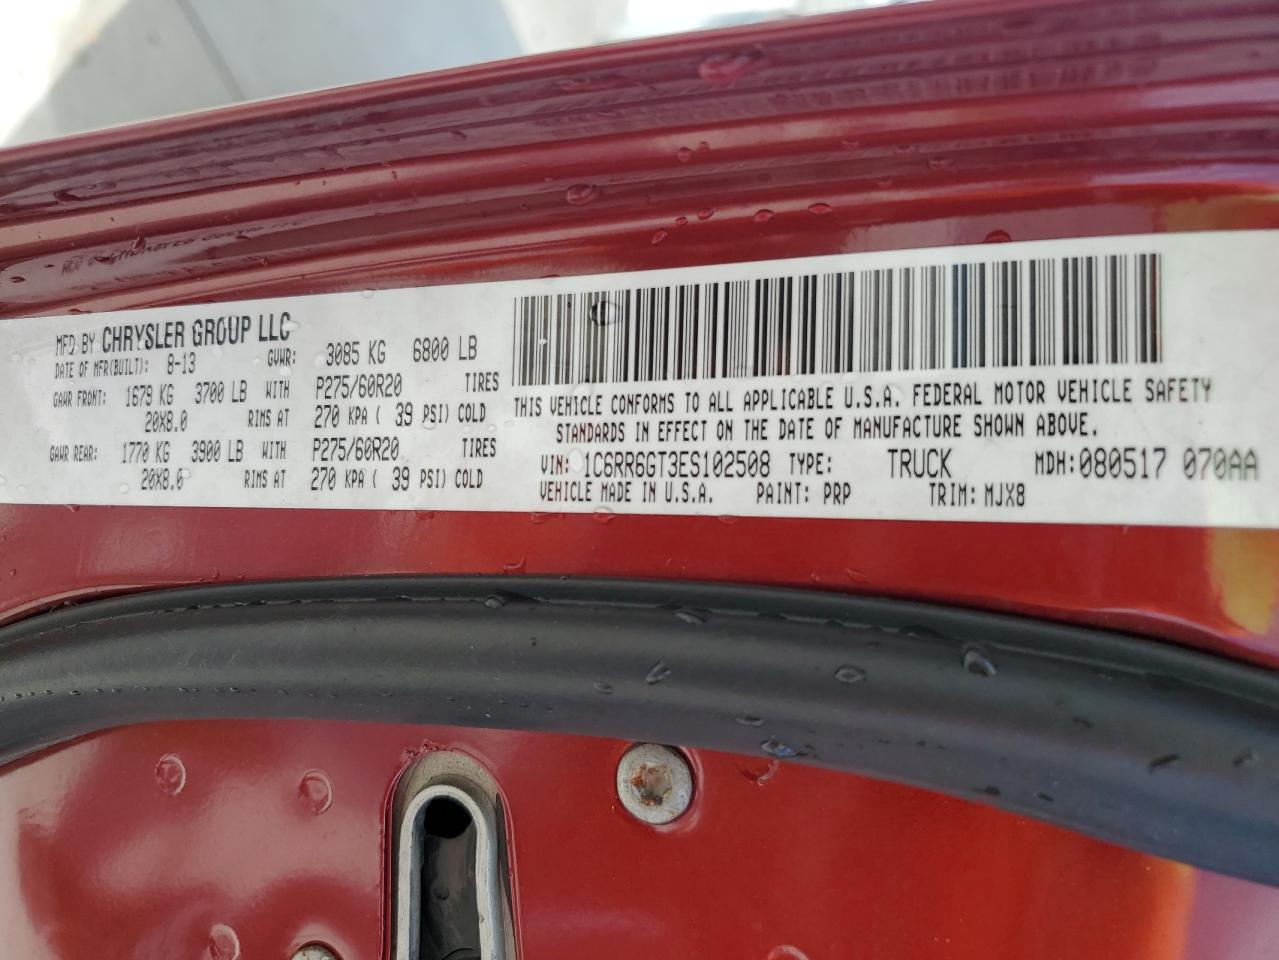 MFD BY CHRYSLER GROUP LLC
DATE OF MFR(BUILT): 8-13 GVWR: 3085 KG 6800 LB
GAWR FRONT: 1679 KG 3700 LB WITH P275/60R20 TIRES
20X8.0 RIMS AT 270 KPA ( 39 PSI) COLD
GAWR REAR: 1770 KG 3900 LB WITH P275/60R20 TIRES
20X8.0 RIMS AT 270 KPA ( 39 PSI) COLD
THIS VEHICLE CONFORMS TO ALL APPLICABLE U.S.A. FEDERAL MOTOR VEHICLE SAFETY
STANDARDS IN EFFECT ON THE DATE OF MANUFACTURE SHOWN ABOVE.
VIN: 1C6RR6GT3ES102508 TYPE: TRUCK MDH: 080517 070AA
VEHICLE MADE IN U.S.A. PAINT: PRP TRIM: MJX8